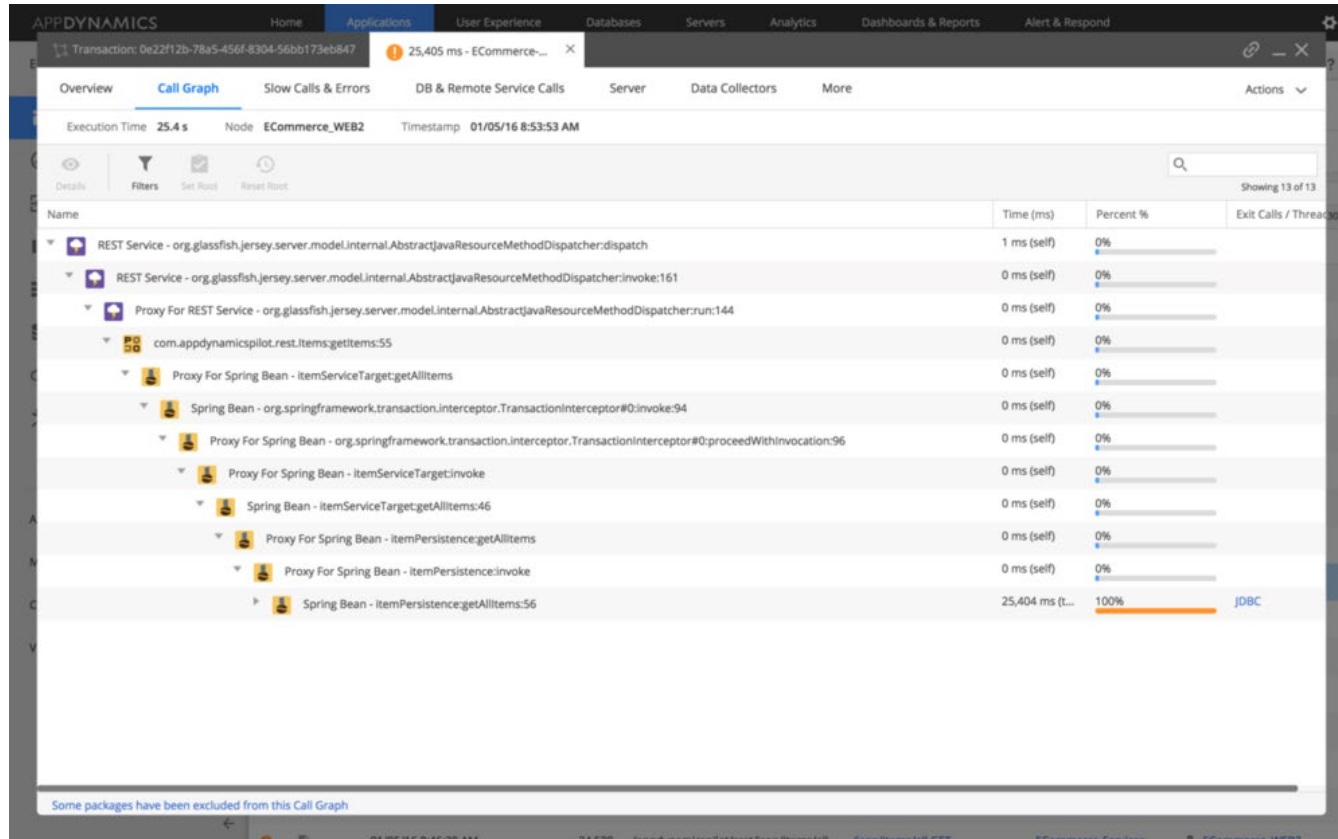 APPDYNAMICS Home Applications User Experience Databases Servers Analytics Dashboards & Reports Alert & Respond
Transaction: 0e22f12b-78a5-456f-8304-56bb173eb847 25,405 ms - ECommerce-...
Overview Call Graph Slow Calls & Errors DB & Remote Service Calls Server Data Collectors More Actions
Execution Time 25.4 s Node ECommerce_WEB2 Timestamp 01/05/16 8:53:53 AM
Details Filters Set Root Reset Root
Showing 13 of 13
Name Time (ms) Percent % Exit Calls / Threa
REST Service - org.glassfish.jersey.server.model.internal.AbstractJavaResourceMethodDispatcher:dispatch 1 ms (self) 0%
REST Service - org.glassfish.jersey.server.model.internal.AbstractJavaResourceMethodDispatcher:invoke:161 0 ms (self) 0%
Proxy For REST Service - org.glassfish.jersey.server.model.internal.AbstractJavaResourceMethodDispatcher:run:144 0 ms (self) 0%
com.appdynamicspilot.rest.Items:getItems:55 0 ms (self) 0%
Proxy For Spring Bean - itemServiceTarget:getAllItems 0 ms (self) 0%
Spring Bean - org.springframework.transaction.interceptor.TransactionInterceptor#0:invoke:94 0 ms (self) 0%
Proxy For Spring Bean - org.springframework.transaction.interceptor.TransactionInterceptor#0:proceedWithInvocation:96 0 ms (self) 0%
Proxy For Spring Bean - itemServiceTarget:invoke 0 ms (self) 0%
Spring Bean - itemServiceTarget:getAllItems:46 0 ms (self) 0%
Proxy For Spring Bean - itemPersistence:getAllItems 0 ms (self) 0%
Proxy For Spring Bean - itemPersistence:invoke 0 ms (self) 0%
Spring Bean - itemPersistence:getAllItems:56 25,404 ms (t... 100% JDBC
Some packages have been excluded from this Call Graph